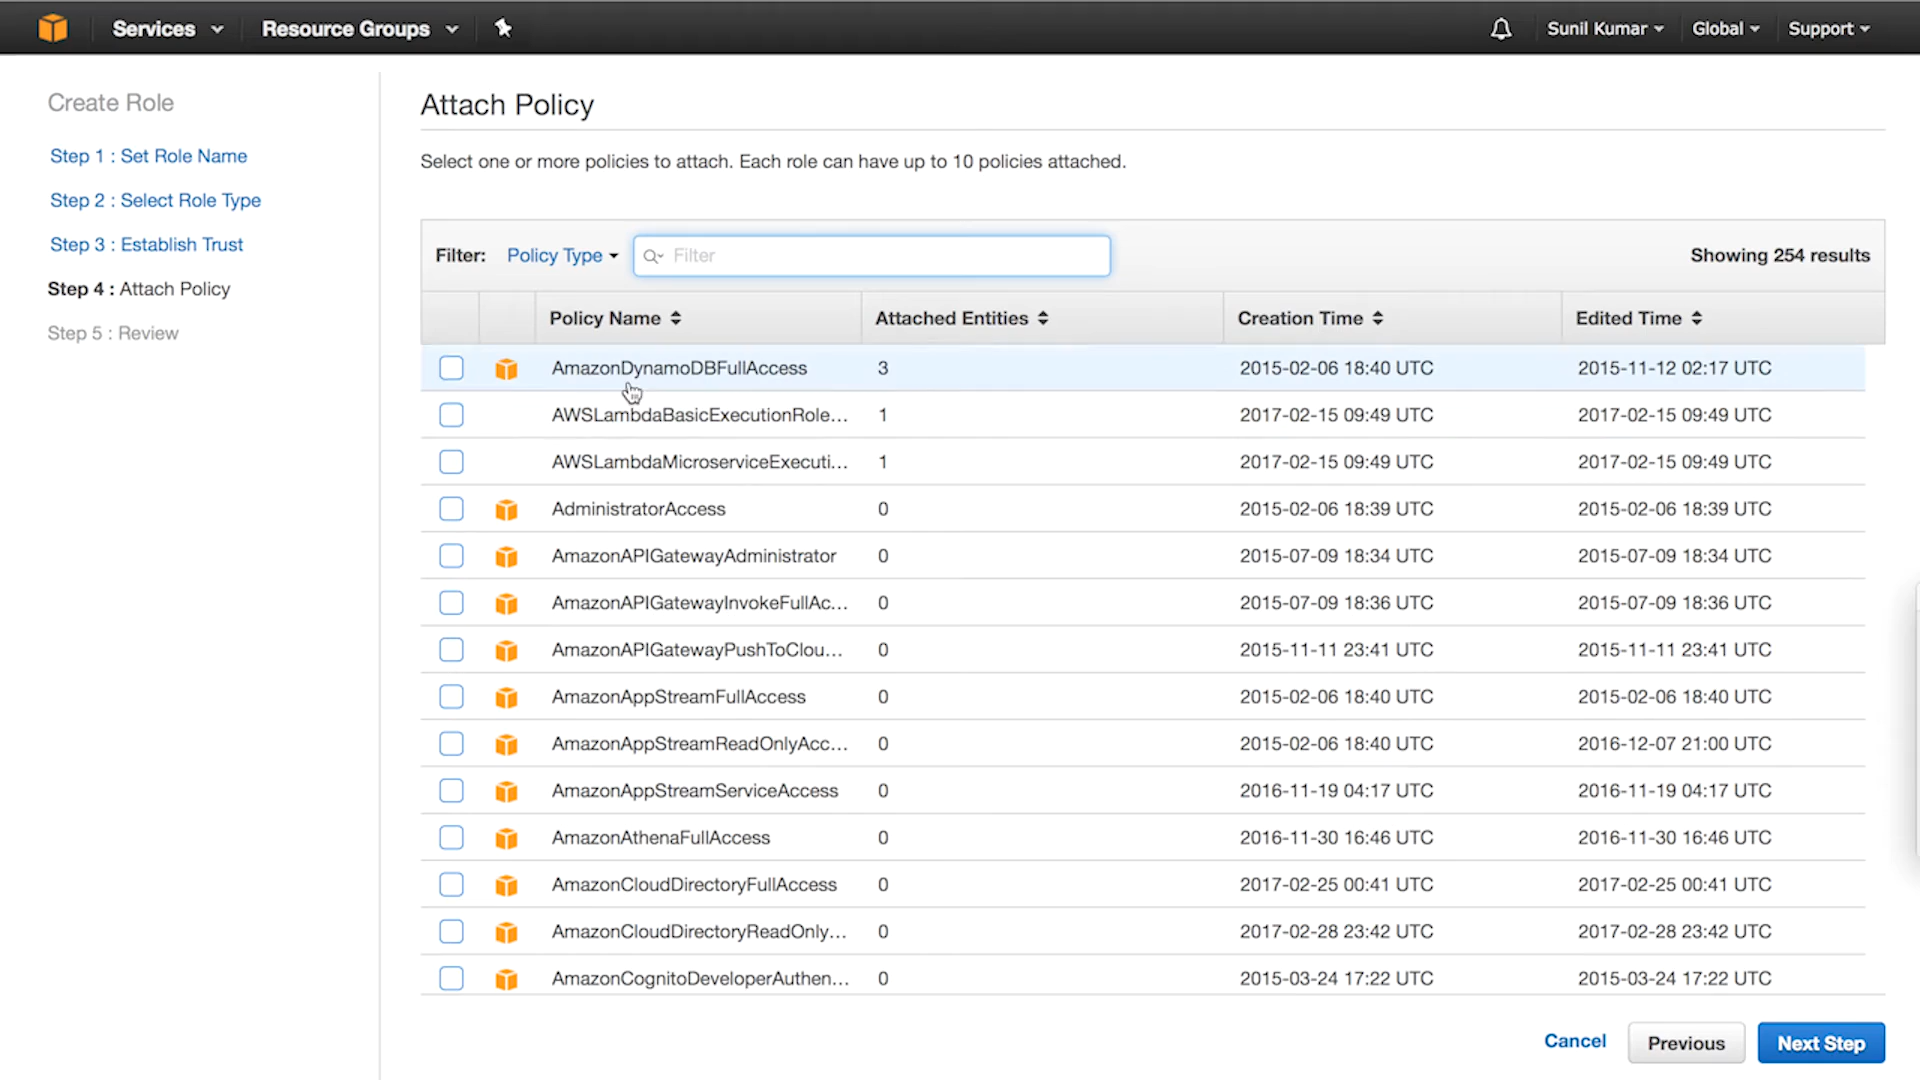 Services
Resource Groups
Sunil Kumar
Global
Support
Create Role
Step 1 : Set Role Name
Step 2 : Select Role Type
Step 3 : Establish Trust
Step 4 : Attach Policy
Step 5 : Review
Attach Policy
Select one or more policies to attach. Each role can have up to 10 policies attached.
Filter: Policy Type Filter Showing 254 results
Policy Name Attached Entities Creation Time Edited Time
AmazonDynamoDBFullAccess 3 2015-02-06 18:40 UTC 2015-11-12 02:17 UTC
AWSLambdaBasicExecutionRole... 1 2017-02-15 09:49 UTC 2017-02-15 09:49 UTC
AWSLambdaMicroserviceExecuti... 1 2017-02-15 09:49 UTC 2017-02-15 09:49 UTC
AdministratorAccess 0 2015-02-06 18:39 UTC 2015-02-06 18:39 UTC
AmazonAPIGatewayAdministrator 0 2015-07-09 18:34 UTC 2015-07-09 18:34 UTC
AmazonAPIGatewayInvokeFullAc... 0 2015-07-09 18:36 UTC 2015-07-09 18:36 UTC
AmazonAPIGatewayPushToClou... 0 2015-11-11 23:41 UTC 2015-11-11 23:41 UTC
AmazonAppStreamFullAccess 0 2015-02-06 18:40 UTC 2015-02-06 18:40 UTC
AmazonAppStreamReadOnlyAcc... 0 2015-02-06 18:40 UTC 2016-12-07 21:00 UTC
AmazonAppStreamServiceAccess 0 2016-11-19 04:17 UTC 2016-11-19 04:17 UTC
AmazonAthenaFullAccess 0 2016-11-30 16:46 UTC 2016-11-30 16:46 UTC
AmazonCloudDirectoryFullAccess 0 2017-02-25 00:41 UTC 2017-02-25 00:41 UTC
AmazonCloudDirectoryReadOnly... 0 2017-02-28 23:42 UTC 2017-02-28 23:42 UTC
AmazonCognitoDeveloperAuthen... 0 2015-03-24 17:22 UTC 2015-03-24 17:22 UTC
Cancel Previous Next Step